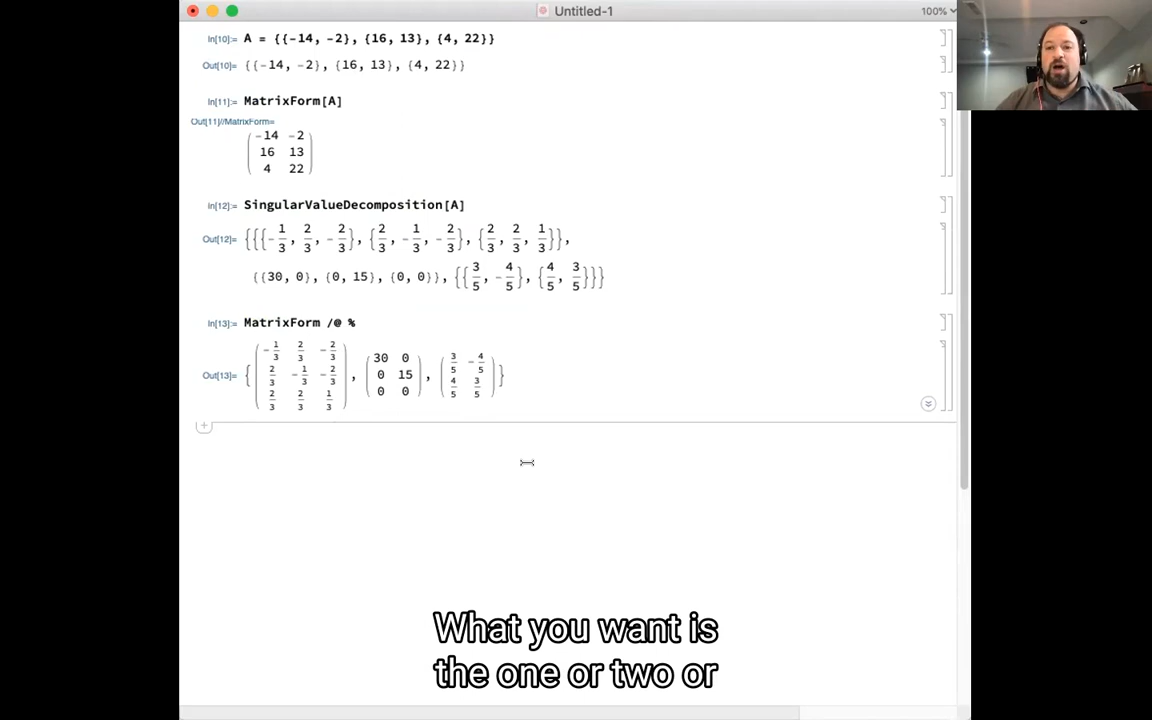 Untitled-1
100%
In[10]:= A = {{-14, -2}, {16, 13}, {4, 22}}
Out[10]= {{-14, -2}, {16, 13}, {4, 22}}
In[11]:= MatrixForm[A]
Out[11]//MatrixForm=
-14 -2
16 13
4 22
In[12]:= SingularValueDecomposition[A]
Out[12]= {{{-1/3, 2/3, -2/3}, {2/3, -1/3, -2/3}, {2/3, 2/3, 1/3}},
{{30, 0}, {0, 15}, {0, 0}}, {{3/5, -4/5}, {4/5, 3/5}}}
In[13]:= MatrixForm /@ %
Out[13]= {(-1/3 2/3 -2/3
2/3 -1/3 -2/3
2/3 2/3 1/3), (30 0
0 15
0 0), (3/5 -4/5
4/5 3/5)}
What you want is
the one or two or